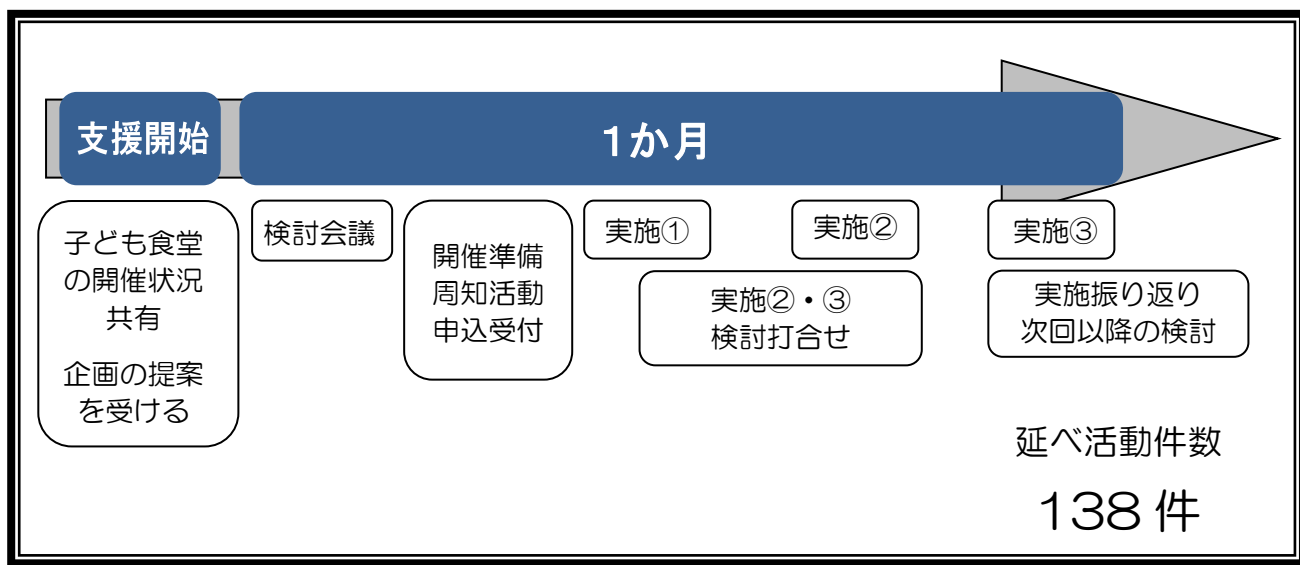 支援開始
1か月
子ども食堂
の開催状況
共有
企画の提案
を受ける
検討会議
開催準備
周知活動
申込受付
実施①
実施②
実施②・③
検討打合せ
実施③
実施振り返り
次回以降の検討
延べ活動件数
138件